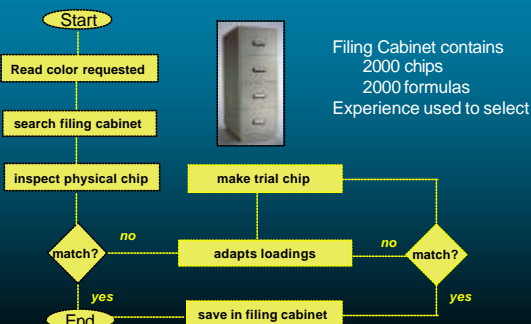 Start
Filing Cabinet contains
2000 chips
2000 formulas
Experience used to select
Read color requested
search filing cabinet
inspect physical chip
make trial chip
match?
no
adapts loadings
no
match?
yes
yes
End
save in filing cabinet